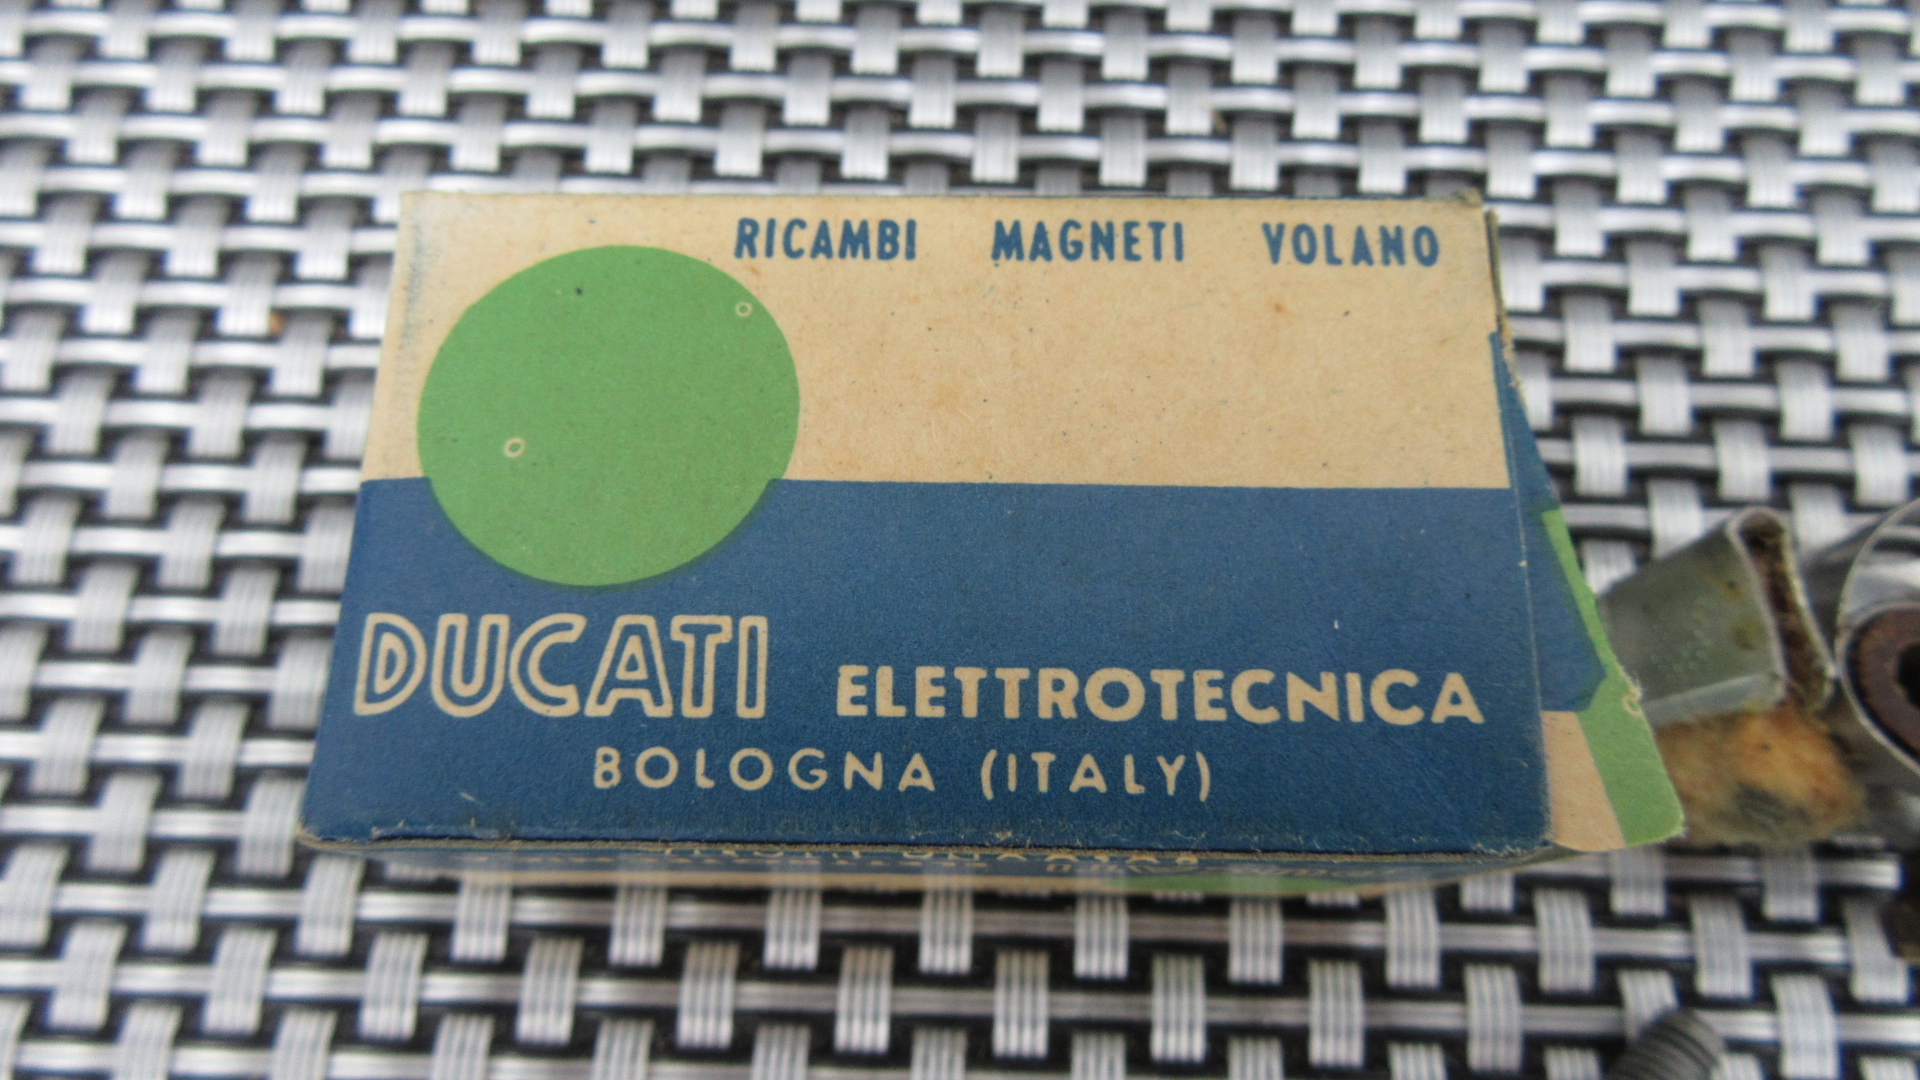 RICAMBI MAGNETI VOLANO
DUCATI ELETTROTECNICA
BOLOGNA (ITALY)